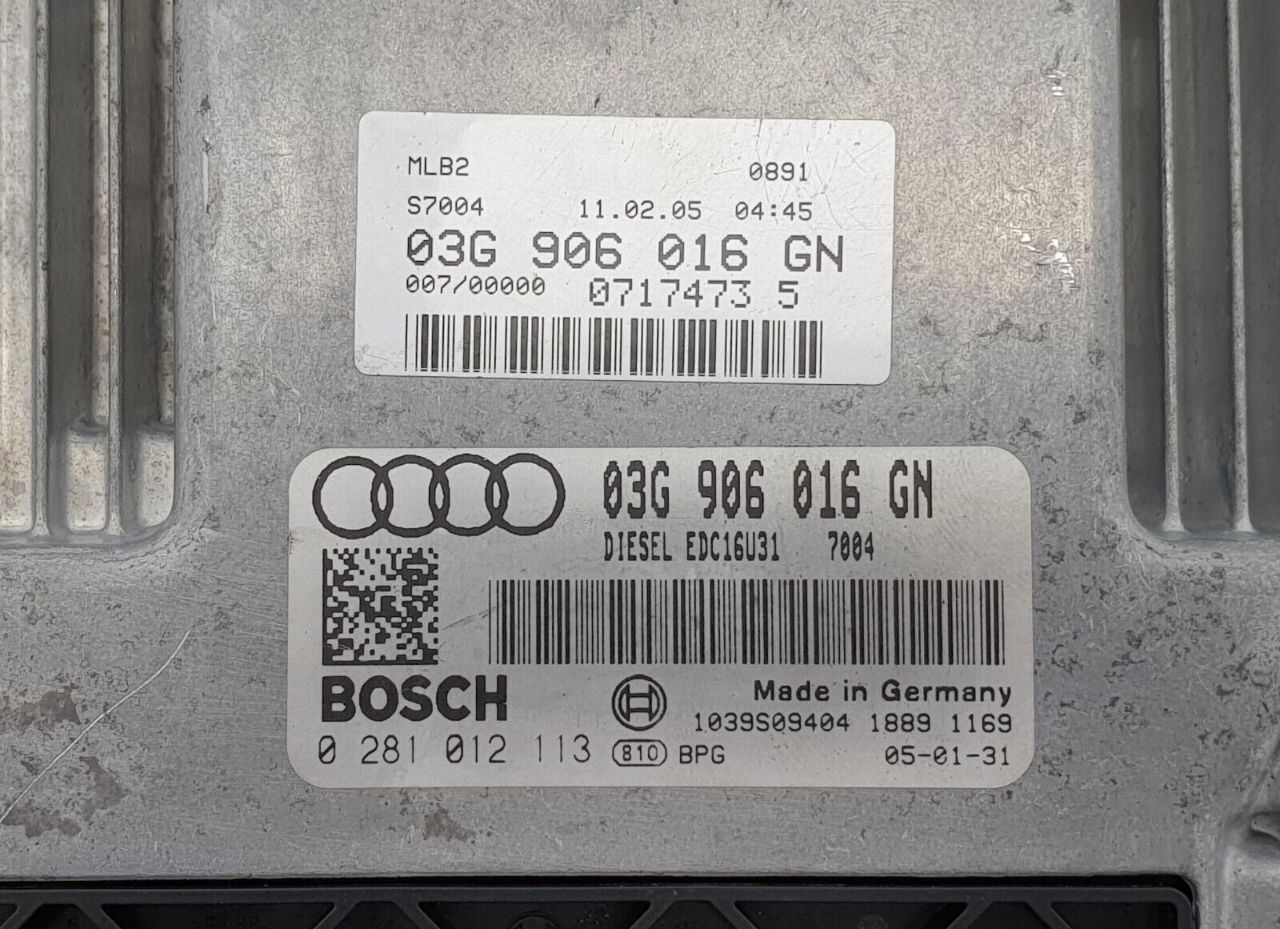 MLB2 0891
S7004 11.02.05 04:45
03G 906 016 GN
007/00000 0717473 5
03G 906 016 GN
DIESEL EDC16U31 7004
BOSCH Made in Germany
1039S09404 1889 1169
0 281 012 113 810 BPG 05-01-31